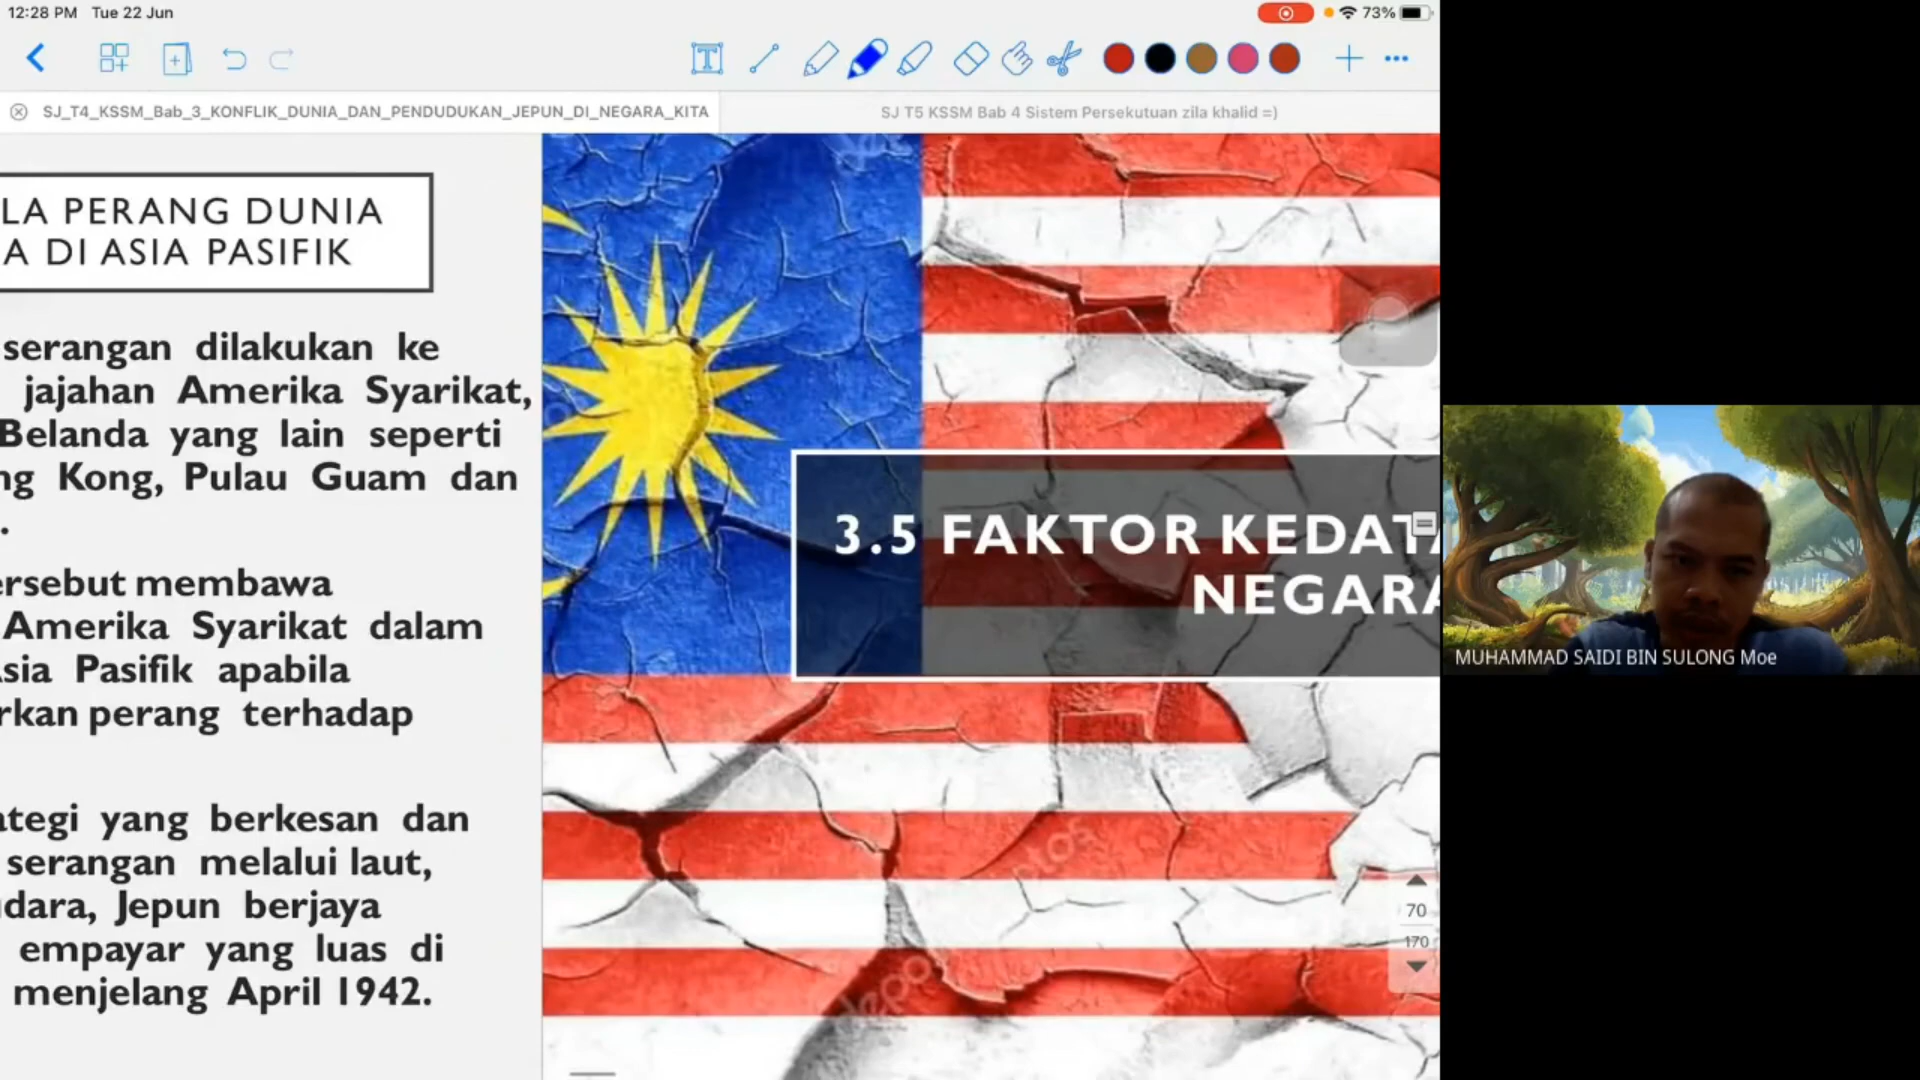 12:28 PM Tue 22 Jun
73%
SJ_T4_KSSM_Bab_3_KONFLIK_DUNIA_DAN_PENDUDUKAN_JEPUN_DI_NEGARA_KITA
SJ T5 KSSM Bab 4 Sistem Persekutuan zila khalid =)
LA PERANG DUNIA
A DI ASIA PASIFIK
serangan dilakukan ke
jajahan Amerika Syarikat,
Belanda yang lain seperti
ng Kong, Pulau Guam dan
.
ersebut membawa
Amerika Syarikat dalam
sia Pasifik apabila
rkan perang terhadap
ategi yang berkesan dan
serangan melalui laut,
dara, Jepun berjaya
empayar yang luas di
menjelang April 1942.
3.5 FAKTOR KEDATA
NEGARA
70
170
MUHAMMAD SAIDI BIN SULONG Moe